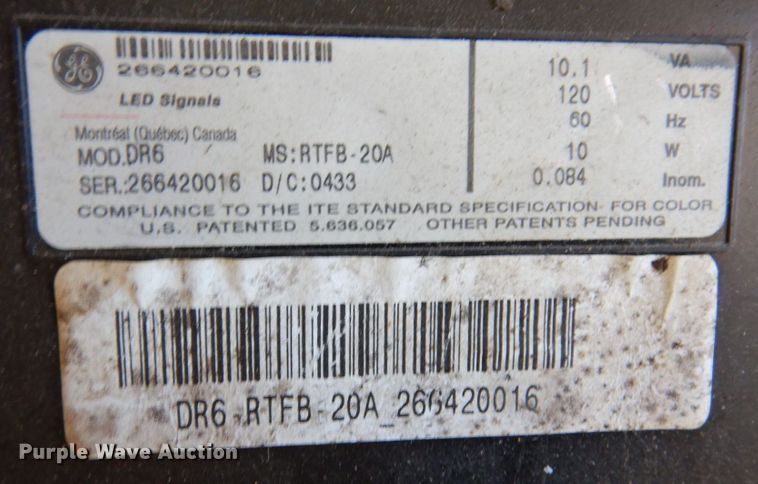 GE
266420016
LED Signals
Montréal (Québec) Canada
MOD.DR6 MS:RTFB-20A
SER.:266420016 D/C:0433
10.1 VA
120 VOLTS
60 Hz
10 W
0.084 Inom.
COMPLIANCE TO THE ITE STANDARD SPECIFICATION- FOR COLOR
U.S. PATENTED 5.636.057 OTHER PATENTS PENDING
DR6-RTFB-20A_266420016
Purple Wave Auction